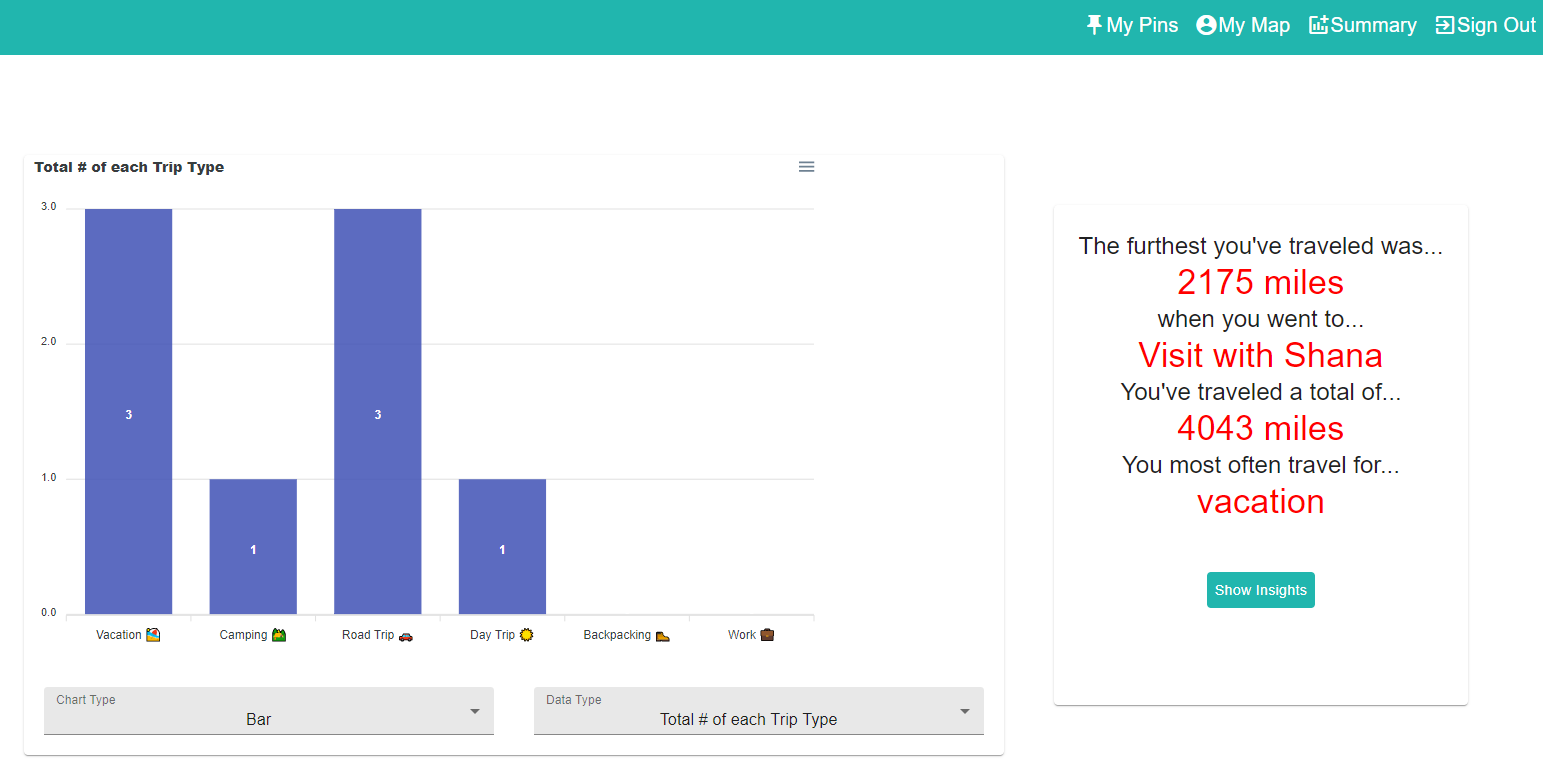 My Pins My Map Summary Sign Out
Total # of each Trip Type
3.0
2.0
1.0
0.0
3
1
3
1
Vacation 🏖 Camping 🏕 Road Trip 🚗 Day Trip ☀ Backpacking 🥾 Work 💼
Chart Type
Bar
Data Type
Total # of each Trip Type
The furthest you've traveled was...
2175 miles
when you went to...
Visit with Shana
You've traveled a total of...
4043 miles
You most often travel for...
vacation
Show Insights